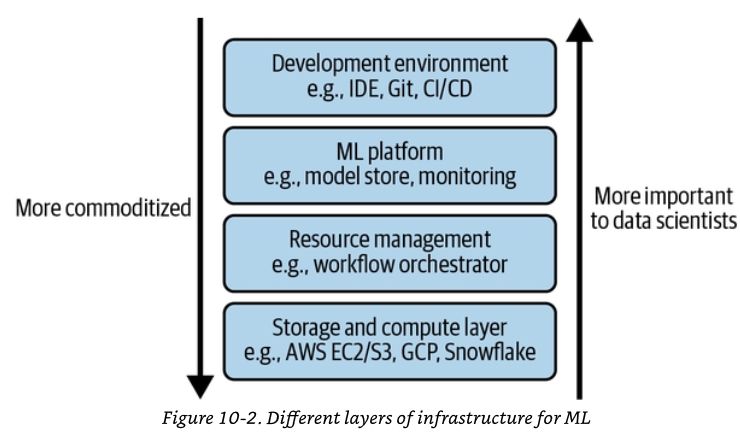 Development environment
e.g., IDE, Git, CI/CD
ML platform
e.g., model store, monitoring
More commoditized
More important
to data scientists
Resource management
e.g., workflow orchestrator
Storage and compute layer
e.g., AWS EC2/S3, GCP, Snowflake
Figure 10-2. Different layers of infrastructure for ML